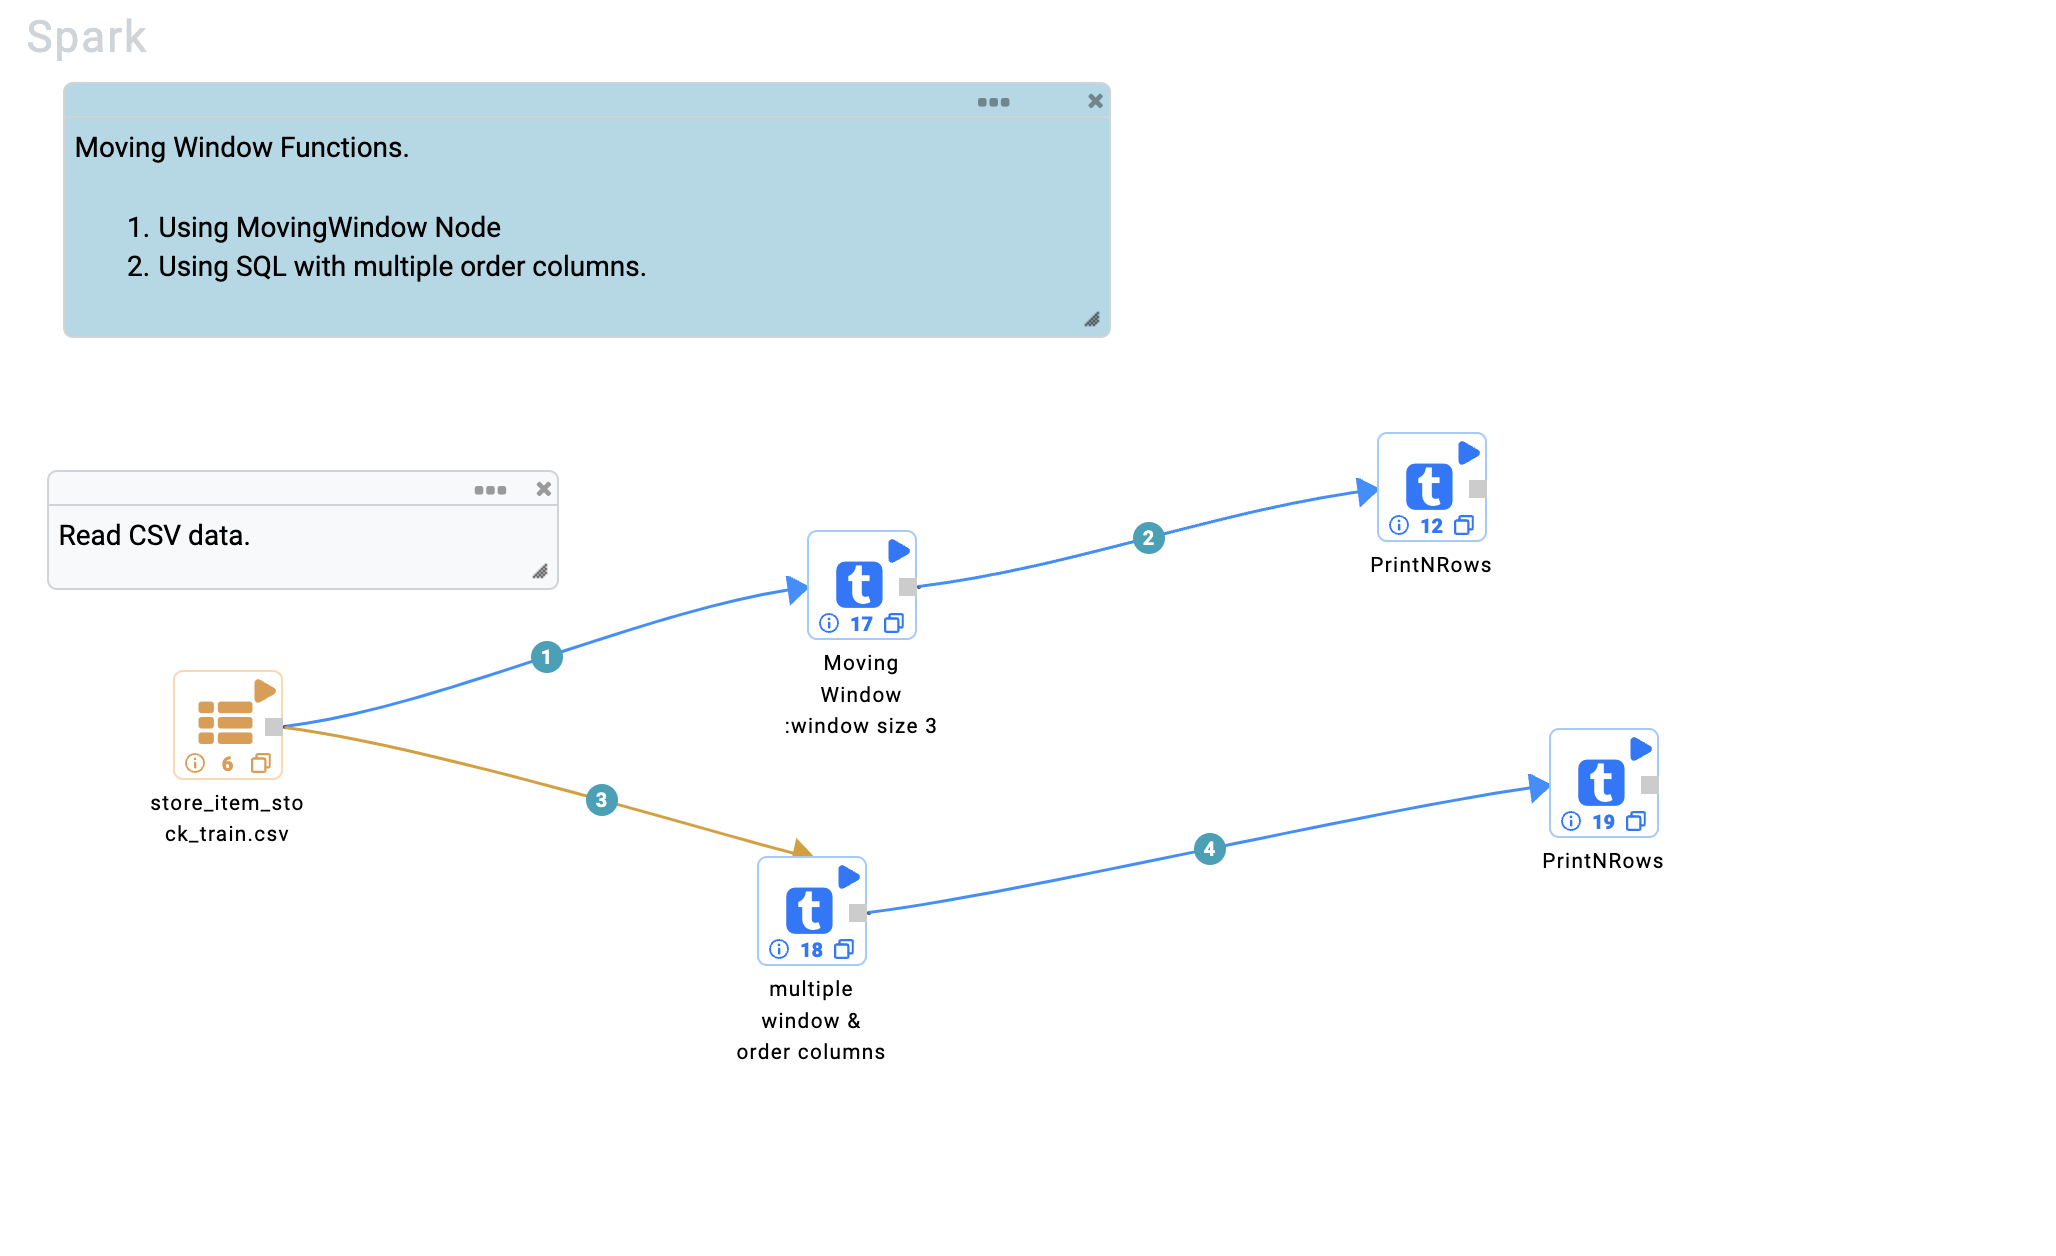 Spark
Moving Window Functions.
1. Using MovingWindow Node
2. Using SQL with multiple order columns.
Read CSV data.
2
t
12
PrintNRows
t
17
Moving
Window
:window size 3
1
6
store_item_sto
ck_train.csv
3
t
18
multiple
window &
order columns
4
t
19
PrintNRows